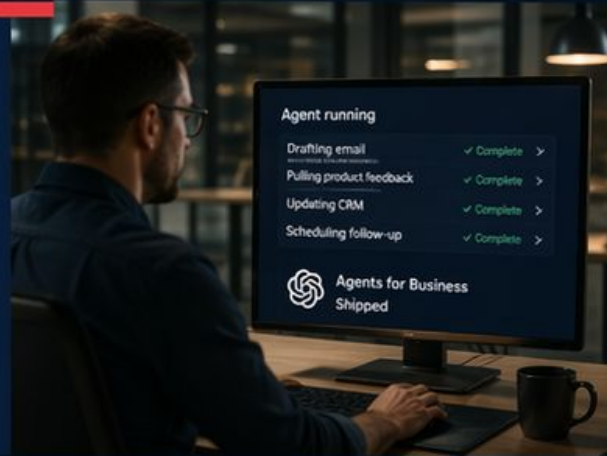 Agent running
Drafting email
✓ Complete
Pulling product feedback
✓ Complete
Updating CRM
✓ Complete
Scheduling follow-up
✓ Complete
Agents for Business
Shipped